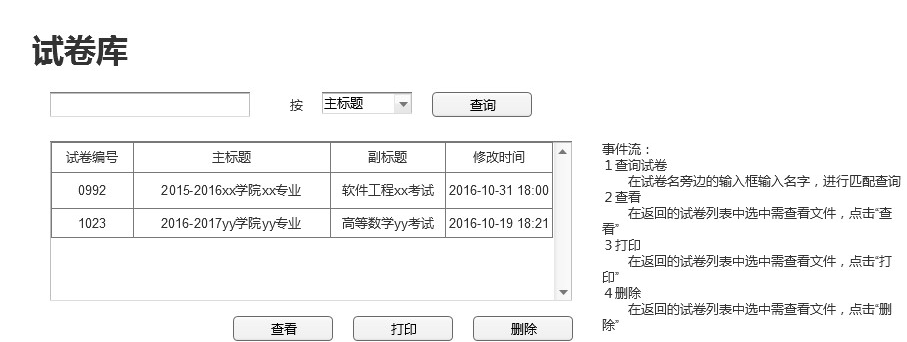 试卷库
按 主标题 查询
试卷编号 主标题 副标题 修改时间
0992 2015-2016xx学院xx专业 软件工程xx考试 2016-10-31 18:00
1023 2016-2017yy学院yy专业 高等数学yy考试 2016-10-19 18:21
查看 打印 删除
事件流：
1查询试卷
在试卷名旁边的输入框输入名字，进行匹配查询
2查看
在返回的试卷列表中选中需查看文件，点击“查
看”
3打印
在返回的试卷列表中选中需查看文件，点击“打
印”
4删除
在返回的试卷列表中选中需查看文件，点击“删
除”